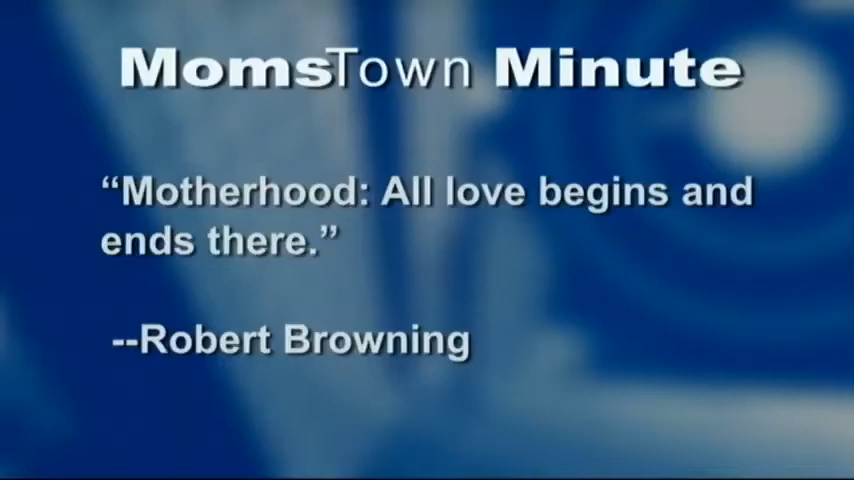 MomsTown Minute
“Motherhood: All love begins and
ends there.”
--Robert Browning